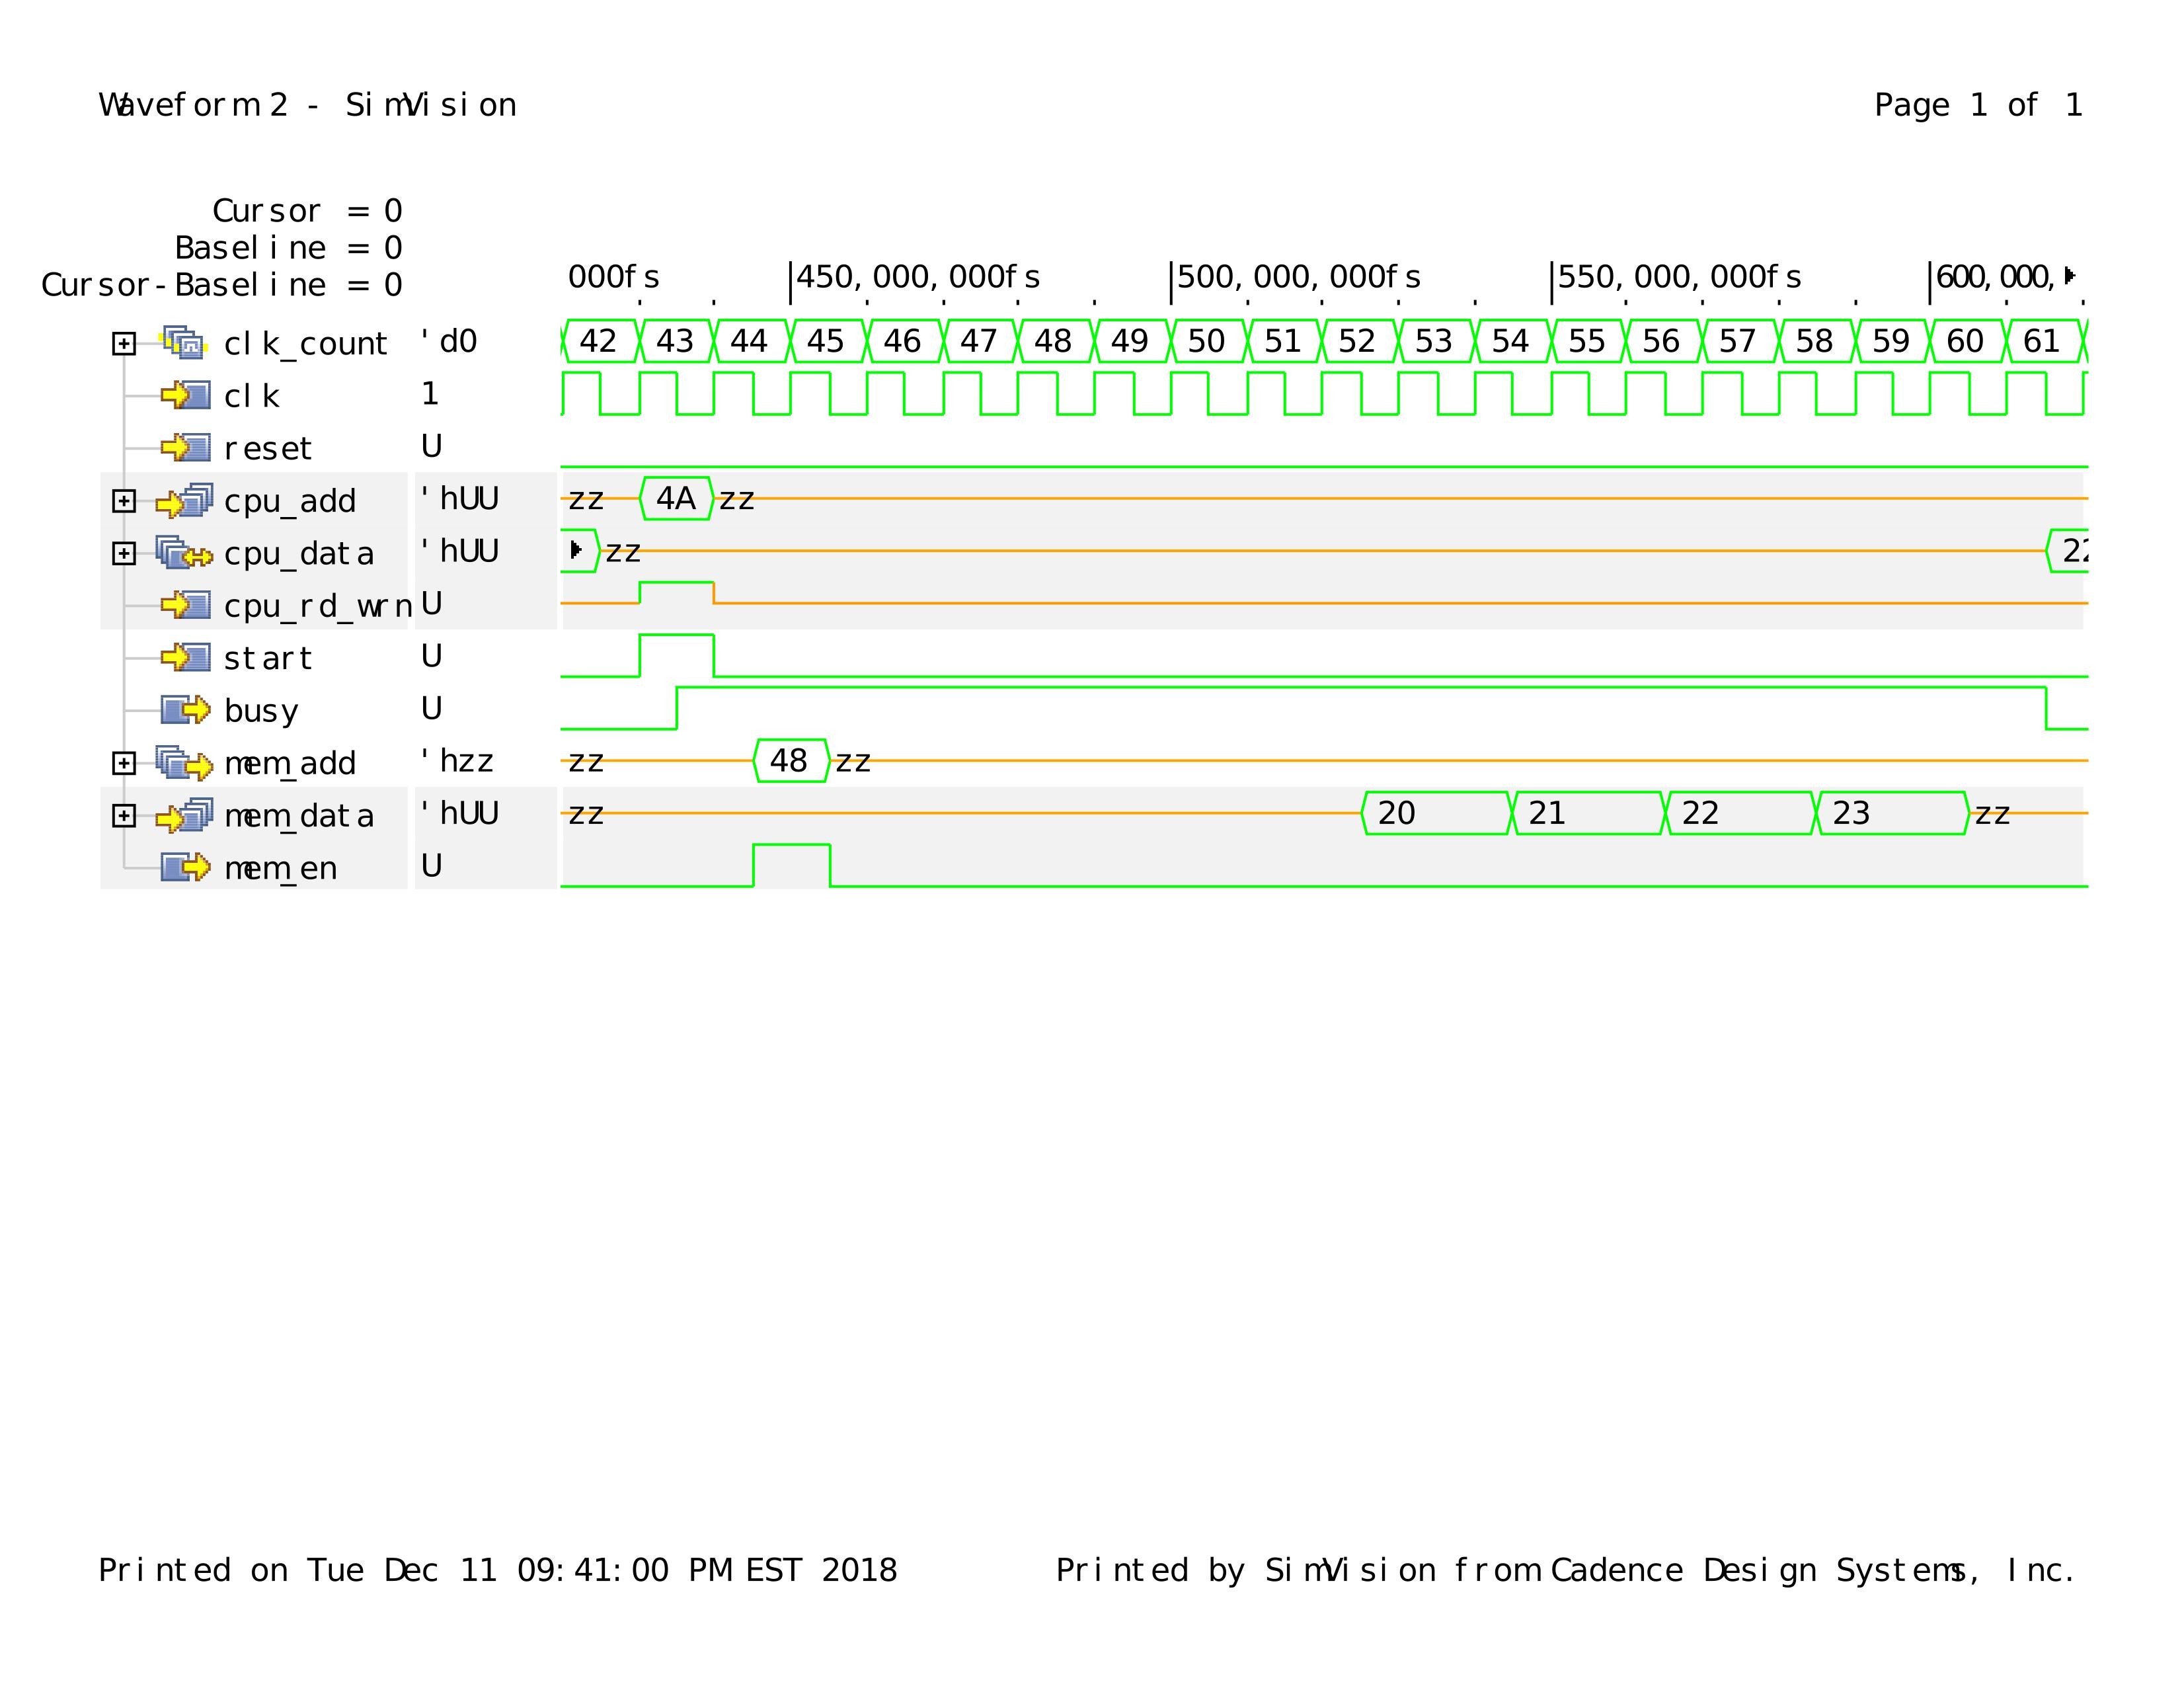 Waveform2 - SimVision Page 1 of 1
Cursor = 0
Baseline = 0
Cursor-Baseline = 0
000fs 450,000,000fs 500,000,000fs 550,000,000fs 600,000,
clk_count 'd0 42 43 44 45 46 47 48 49 50 51 52 53 54 55 56 57 58 59 60 61
clk 1
reset U
cpu_add 'hUU zz 4A zz
cpu_data 'hUU zz 22
cpu_rd_wrn U
start U
busy U
mem_add 'hzz zz 48 zz
mem_data 'hUU zz 20 21 22 23 zz
mem_en U
Printed on Tue Dec 11 09:41:00 PM EST 2018 Printed by SimVision from Cadence Design Systems, Inc.